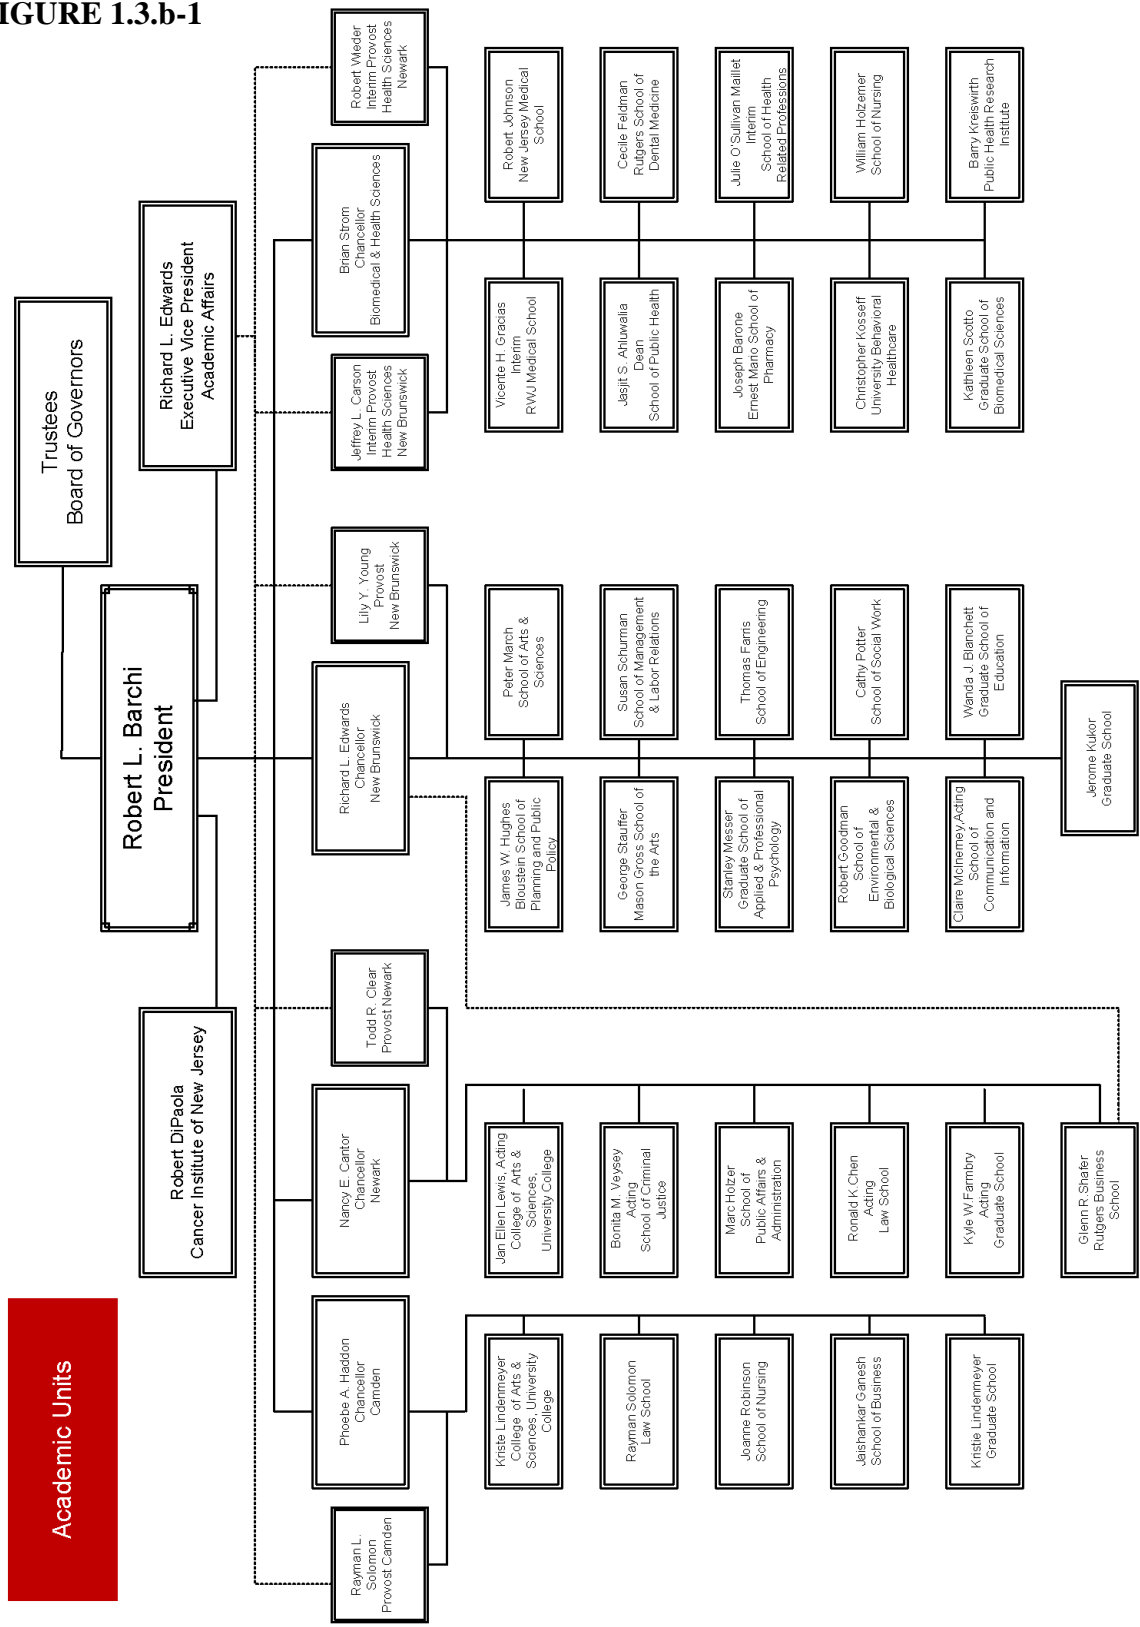 IGURE 1.3.b-1
Academic Units
Trustees
Board of Governors
Robert L. Barchi
President
Robert DiPaola
Cancer Institute of New Jersey
Richard L. Edwards
Executive Vice President
Academic Affairs
Rayman L.
Solomon
Provost Camden
Phoebe A. Haddon
Chancellor
Camden
Nancy E. Cantor
Chancellor
Newark
Todd R. Clear
Provost Newark
Richard L. Edwards
Chancellor
New Brunswick
Lily Y. Young
Provost
New Brunswick
Jeffrey L. Carson
Interim Provost
Health Sciences
New Brunswick
Brian Strom
Chancellor
Biomedical & Health Sciences
Robert Wieder
Interim Provost
Health Sciences
Newark
Kriste Lindenmeyer
College of Arts &
Sciences, University
College
Rayman Solomon
Law School
Joanne Robinson
School of Nursing
Jaishankar Ganesh
School of Business
Kristie Lindenmeyer
Graduate School
Jan Ellen Lewis, Acting
College of Arts &
Sciences,
University College
Bonita M. Veysey
Acting
School of Criminal
Justice
Marc Holzer
School of
Public Affairs &
Administration
Ronald K.Chen
Acting
Law School
Kyle W.Farmbry
Acting
Graduate School
Glenn R.Shafer
Rutgers Business
School
James W. Hughes
Bloustein School of
Planning and Public
Policy
Peter March
School of Arts &
Sciences
George Stauffer
Mason Gross School of
the Arts
Susan Schurman
School of Management
& Labor Relations
Stanley Messer
Graduate School of
Applied & Professional
Psychology
Thomas Farris
School of Engineering
Robert Goodman
School of
Environmental &
Biological Sciences
Cathy Potter
School of Social Work
Claire McInerney,Acting
School of
Communication and
Information
Wanda J. Blanchett
Graduate School of
Education
Jerome Kukor
Graduate School
Vicente H. Gracias
Interim
RWJ Medical School
Robert Johnson
New Jersey Medical
School
Jasjit S. Ahluwalia
Dean
School of Public Health
Cecile Feldman
Rutgers School of
Dental Medicine
Joseph Barone
Ernest Mario School of
Pharmacy
Julie O'Sullivan Maillet
Interim
School of Health
Related Professions
Christopher Kosseff
University Behavioral
Healthcare
William Holzemer
School of Nursing
Kathleen Scotto
Graduate School of
Biomedical Sciences
Barry Kreiswirth
Public Health Research
Institute